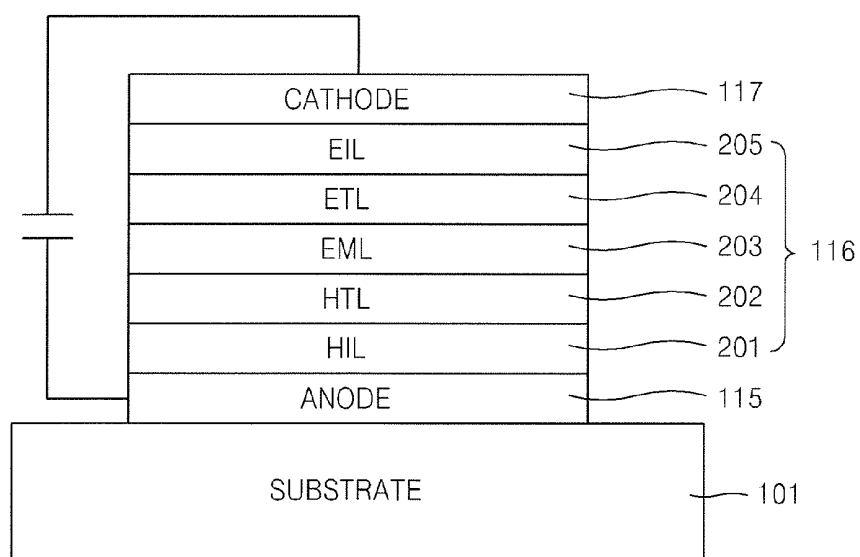 CATHODE 117
EIL 205
ETL 204
EML 203
116
HTL 202
HIL 201
ANODE 115
SUBSTRATE 101